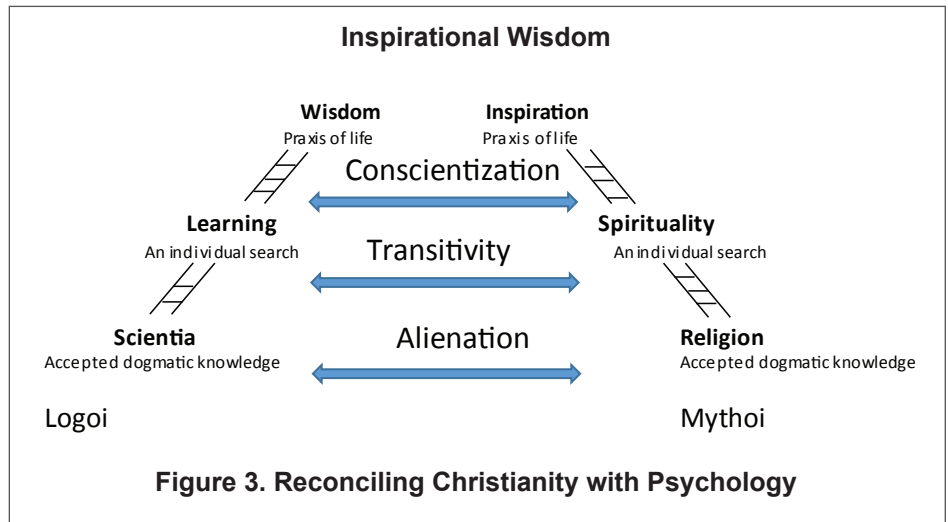 Inspirational Wisdom
Wisdom Inspiration
Praxis of life Praxis of life
Conscientization
Learning Spirituality
An individual search An individual search
Transitivity
Scientia Religion
Accepted dogmatic knowledge Accepted dogmatic knowledge
Alienation
Logoi Mythoi
Figure 3. Reconciling Christianity with Psychology